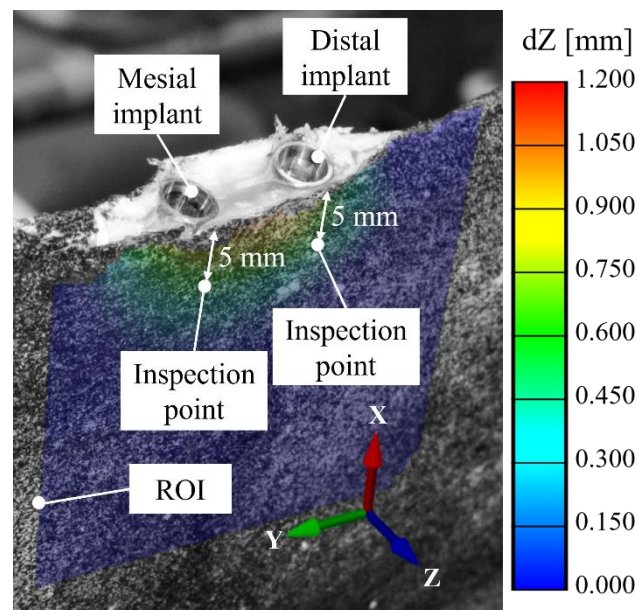 Mesial
implant
Distal
implant
5 mm
5 mm
Inspection
point
Inspection
point
ROI
X
Y
Z
dZ [mm]
1.200
1.050
0.900
0.750
0.600
0.450
0.300
0.150
0.000